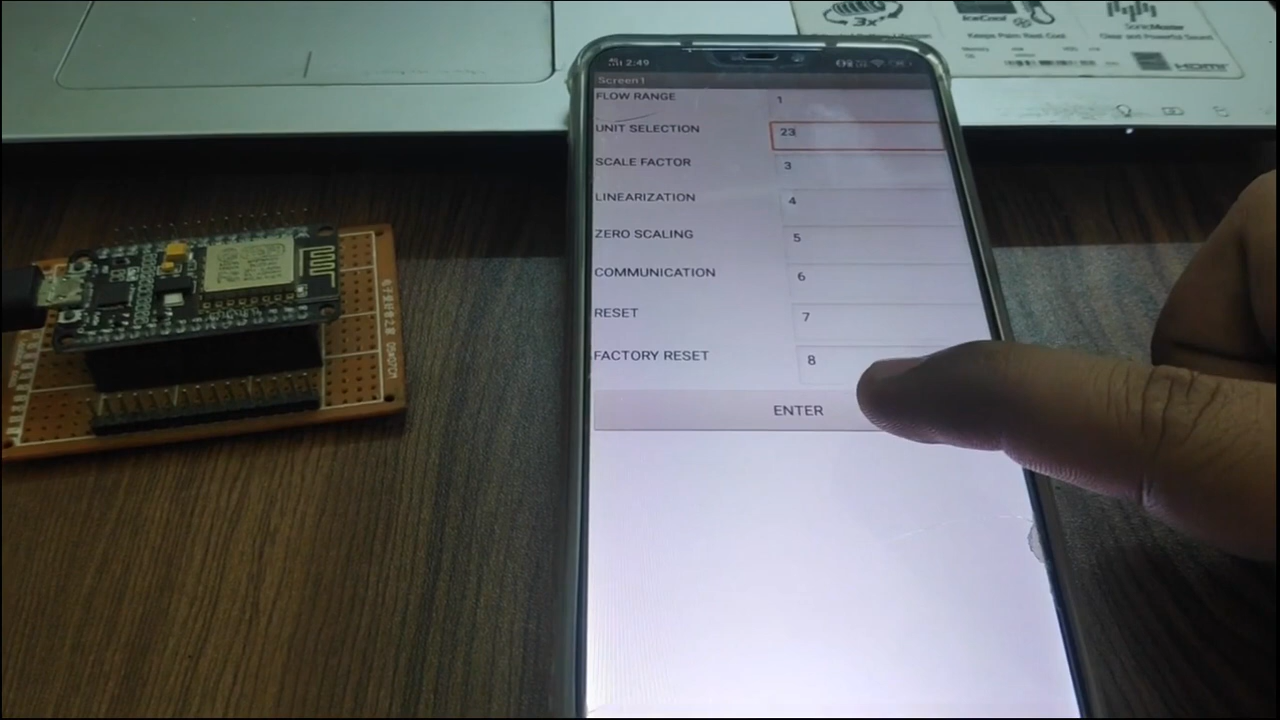 3x
IceCool
Keeps Palm Rest Cool
SonicMaster
Clear and Powerful Sound
HDMI
2:49
Screen1
FLOW RANGE 1
UNIT SELECTION 23
SCALE FACTOR 3
LINEARIZATION 4
ZERO SCALING 5
COMMUNICATION 6
RESET 7
FACTORY RESET 8
ENTER